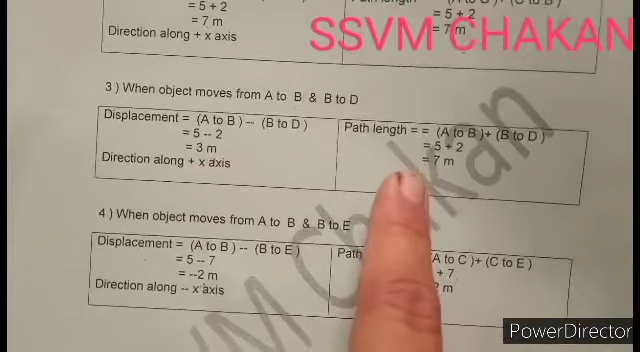 = 5 + 2
= 7 m
Direction along + x axis
= 5 + 2
= 7 m
SSVM CHAKAN
3 ) When object moves from A to B & B to D
Displacement = (A to B ) -- (B to D )
= 5 -- 2
= 3 m
Direction along + x axis
Path length = = (A to B )+ (B to D )
= 5 + 2
= 7 m
4 ) When object moves from A to B & B to E
Displacement = (A to B ) -- (B to E )
= 5 -- 7
= --2 m
Direction along -- x axis
Path
A to C )+ (C to E )
+ 7
m
PowerDirector